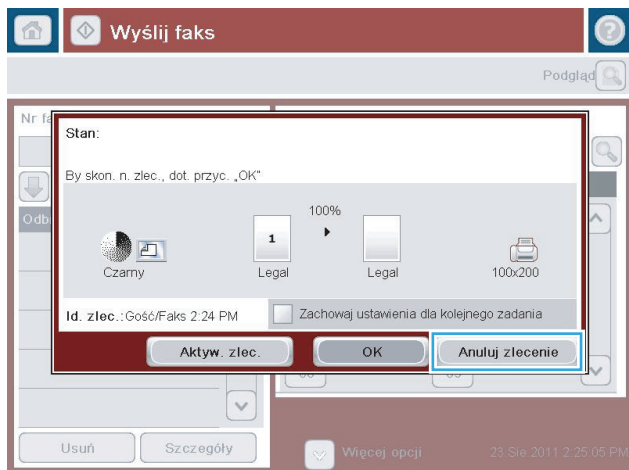 Wyślij faks
Podgląd
Nr fa
Stan:
By skon. n. zlec., dot. przyc. „OK"
Odb
100%
1
Czarny
Legal
Legal
100x200
Id. zlec.:Gość/Faks 2:24 PM
Zachowaj ustawienia dla kolejnego zadania
Aktyw. zlec.
OK
Anuluj zlecenie
Usuń
Szczegóły
Więcej opcji
23 Sie 2011 2:25:05 PM